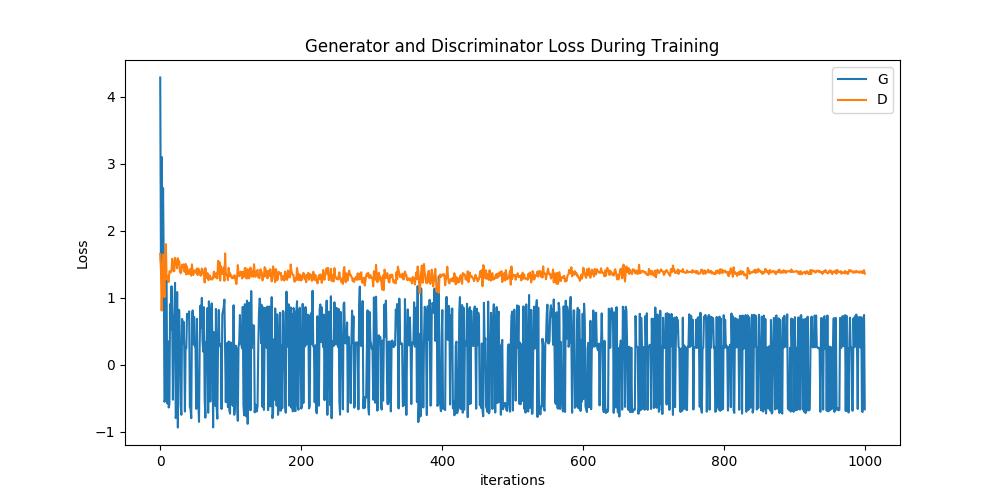 Generator and Discriminator Loss During Training
G
D
Loss
4
3
2
1
0
−1
0 200 400 600 800 1000
iterations